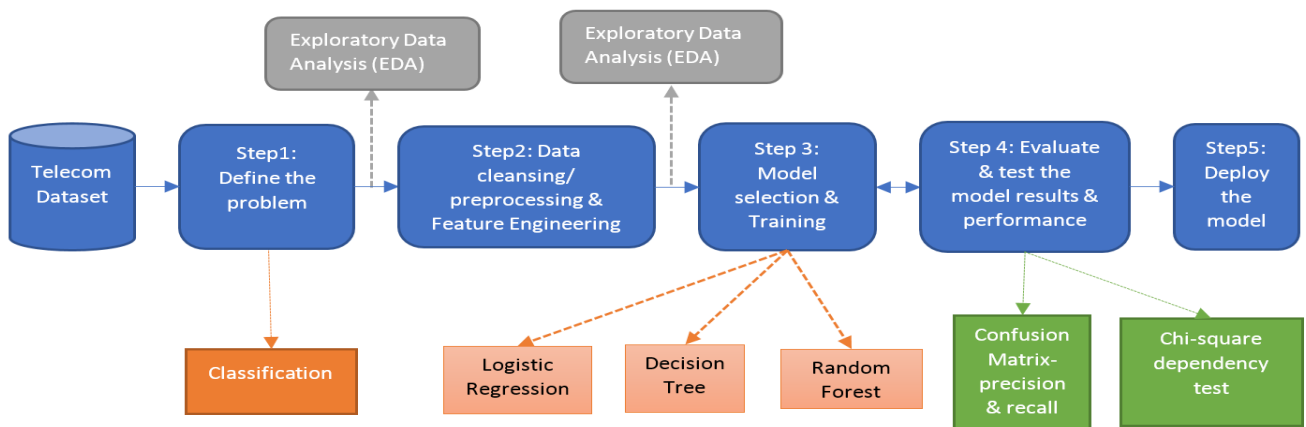 Exploratory Data
Analysis (EDA)
Exploratory Data
Analysis (EDA)
Telecom
Dataset
Step1:
Define the
problem
Step2: Data
cleansing/
preprocessing &
Feature Engineering
Step 3:
Model
selection &
Training
Step 4: Evaluate
& test the
model results &
performance
Step5:
Deploy
the
model
Classification
Logistic
Regression
Decision
Tree
Random
Forest
Confusion
Matrix-
precision
& recall
Chi-square
dependency
test